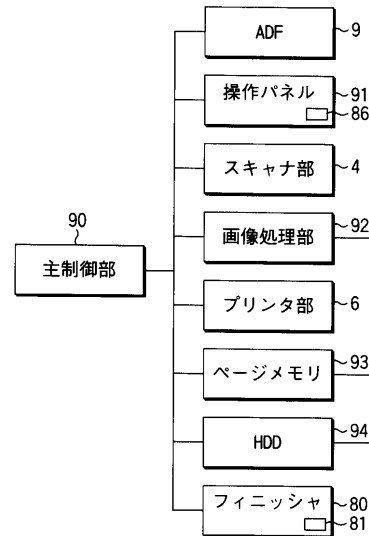 ADF 9
操作パネル 91
86
スキャナ部 4
90
画像処理部 92
主制御部
プリンタ部 6
ページメモリ 93
HDD 94
フィニッシャ 80
81